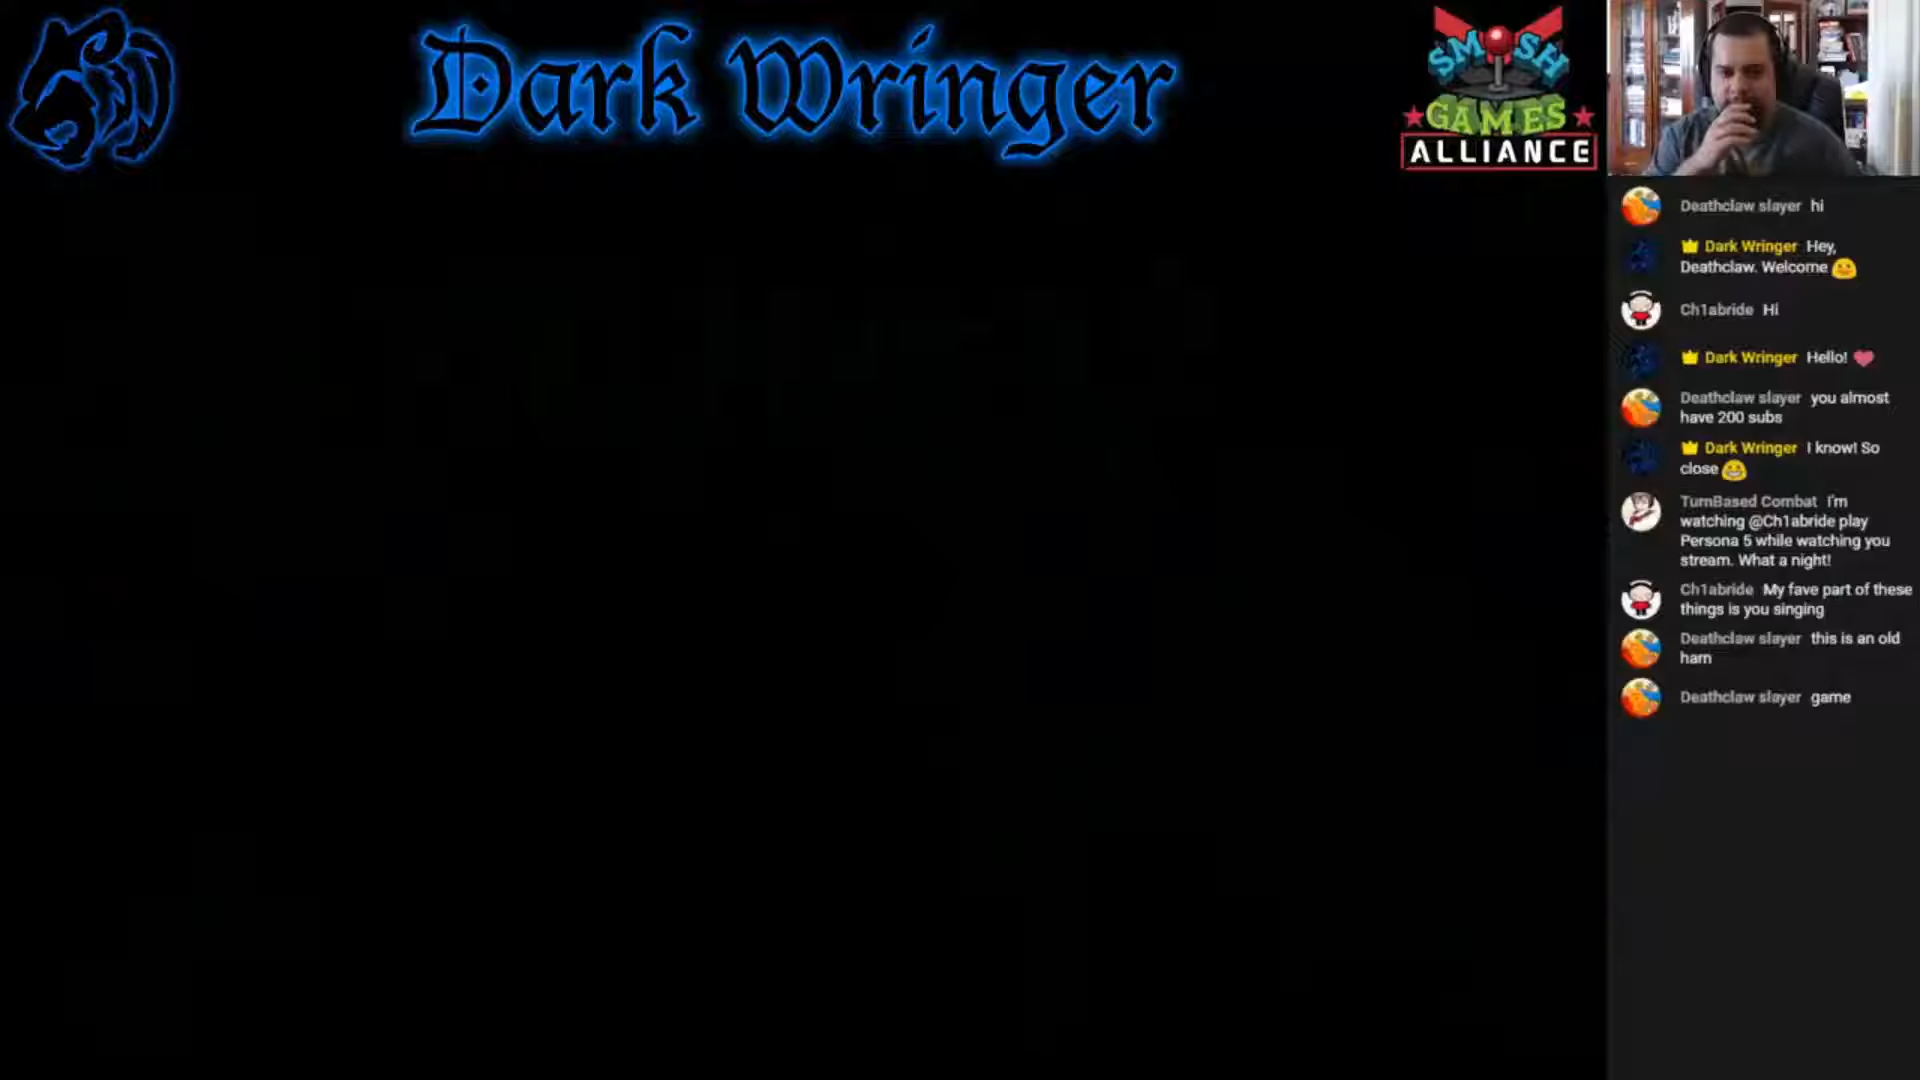 Dark Wringer
SMOSH
GAMES
ALLIANCE
Deathclaw slayer hi
Dark Wringer Hey,
Deathclaw. Welcome
Ch1abride Hi
Dark Wringer Hello!
Deathclaw slayer you almost
have 200 subs
Dark Wringer I know! So
close
TurnBased Combat I'm
watching @Ch1abride play
Persona 5 while watching you
stream. What a night!
Ch1abride My fave part of these
things is you singing
Deathclaw slayer this is an old
ham
Deathclaw slayer game